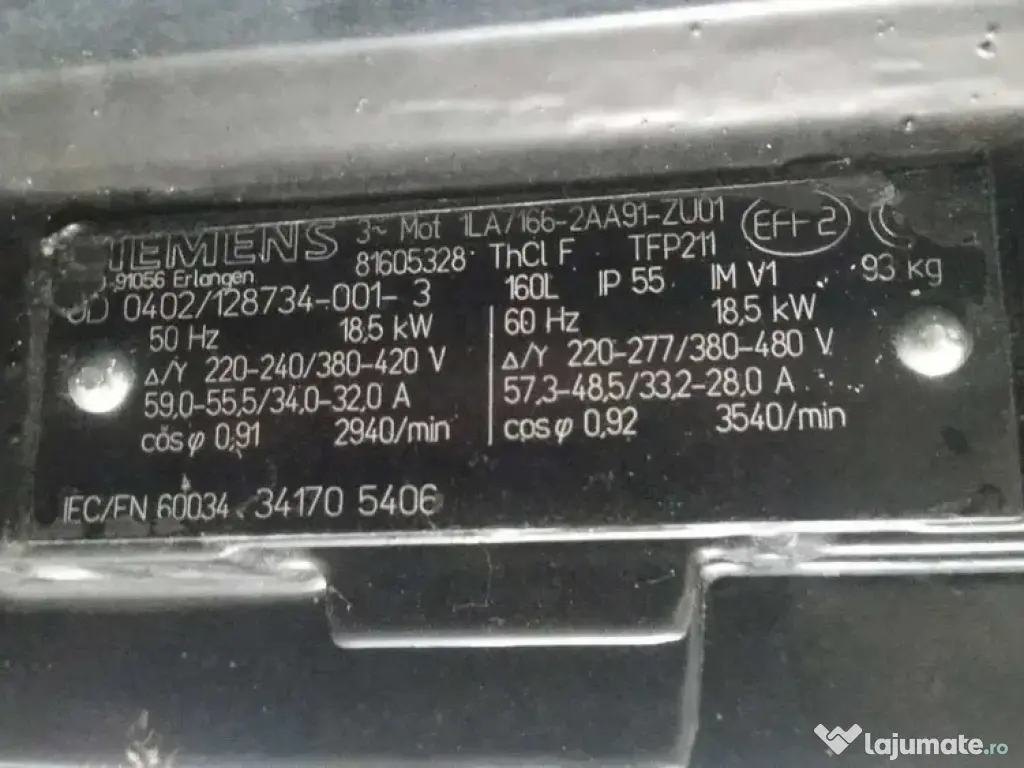 SIEMENS 3~ Mot 1LA7166-2AA91-ZU01 EFF 2
91056 Erlangen 81605328 ThCl F TFP211
0402/128734-001-3 160L IP 55 IM V1 93 kg
50 Hz 18,5 kW 60 Hz 18,5 kW
Δ/Y 220-240/380-420 V Δ/Y 220-277/380-480 V
59,0-55,5/34,0-32,0 A 57,3-48,5/33,2-28,0 A
cos φ 0,91 2940/min cos φ 0,92 3540/min
IEC/EN 60034 34170 5406
lajumate.ro